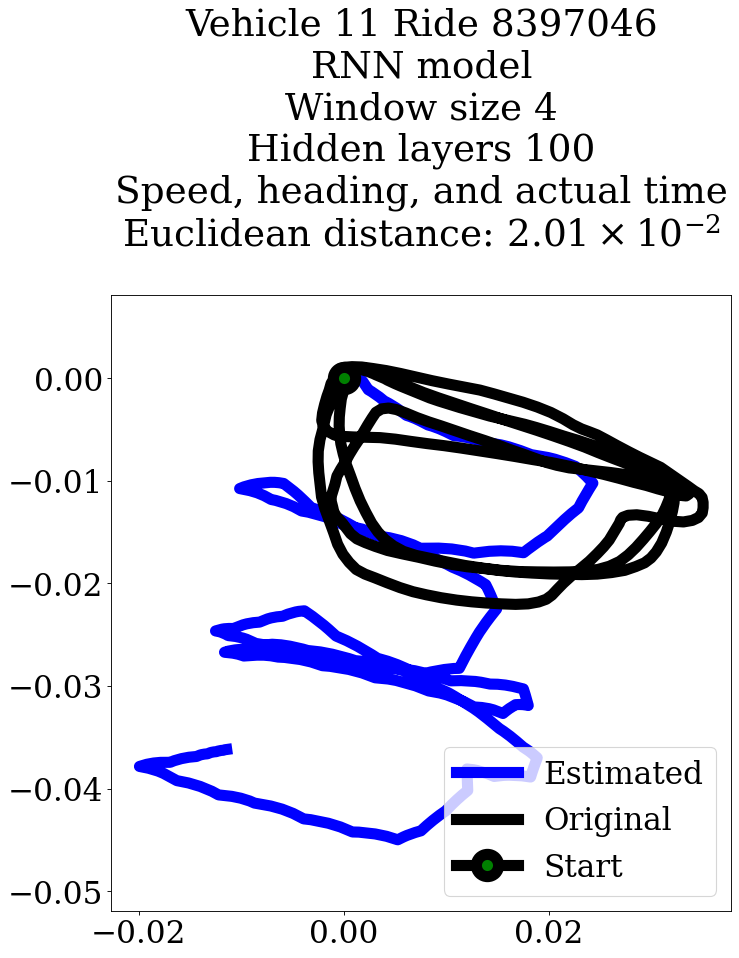 Vehicle 11 Ride 8397046
RNN model
Window size 4
Hidden layers 100
Speed, heading, and actual time
Euclidean distance: 2.01 × 10⁻²
0.00
−0.01
−0.02
−0.03
−0.04
−0.05
−0.02 0.00 0.02
Estimated
Original
Start